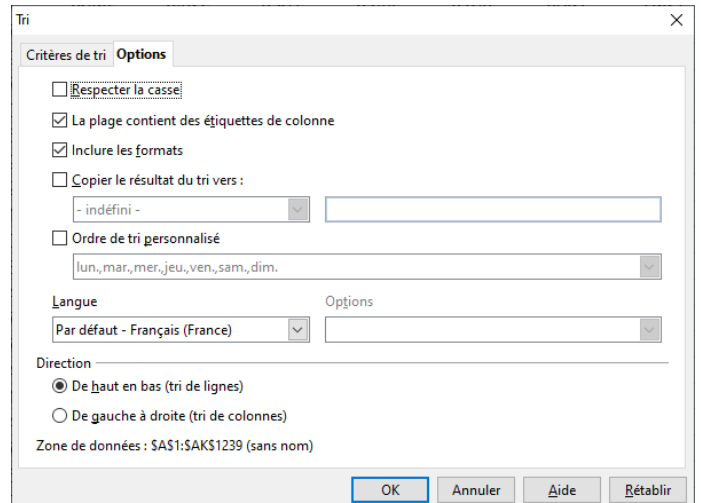 Tri
Critères de tri Options
Respecter la casse
La plage contient des étiquettes de colonne
Inclure les formats
Copier le résultat du tri vers :
- indéfini -
Ordre de tri personnalisé
lun.,mar.,mer.,jeu.,ven.,sam.,dim.
Langue Options
Par défaut - Français (France)
Direction
De haut en bas (tri de lignes)
De gauche à droite (tri de colonnes)
Zone de données : $A$1:$AK$1239 (sans nom)
OK Annuler Aide Rétablir